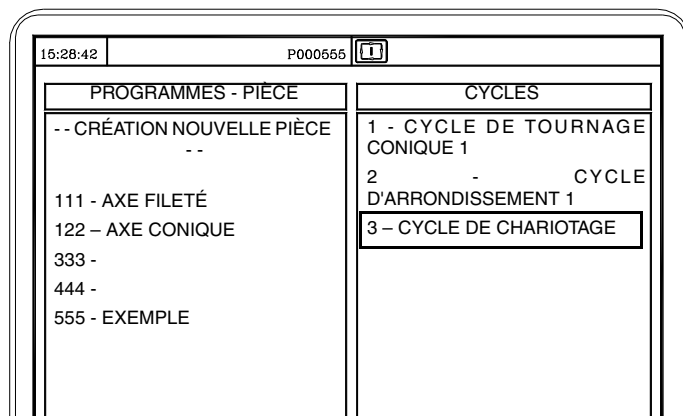 15:28:42
P000555
PROGRAMMES - PIÈCE
CYCLES
- - CRÉATION NOUVELLE PIÈCE
- -
111 - AXE FILETÉ
122 – AXE CONIQUE
333 -
444 -
555 - EXEMPLE
1 - CYCLE DE TOURNAGE
CONIQUE 1
2 - CYCLE
D'ARRONDISSEMENT 1
3 – CYCLE DE CHARIOTAGE